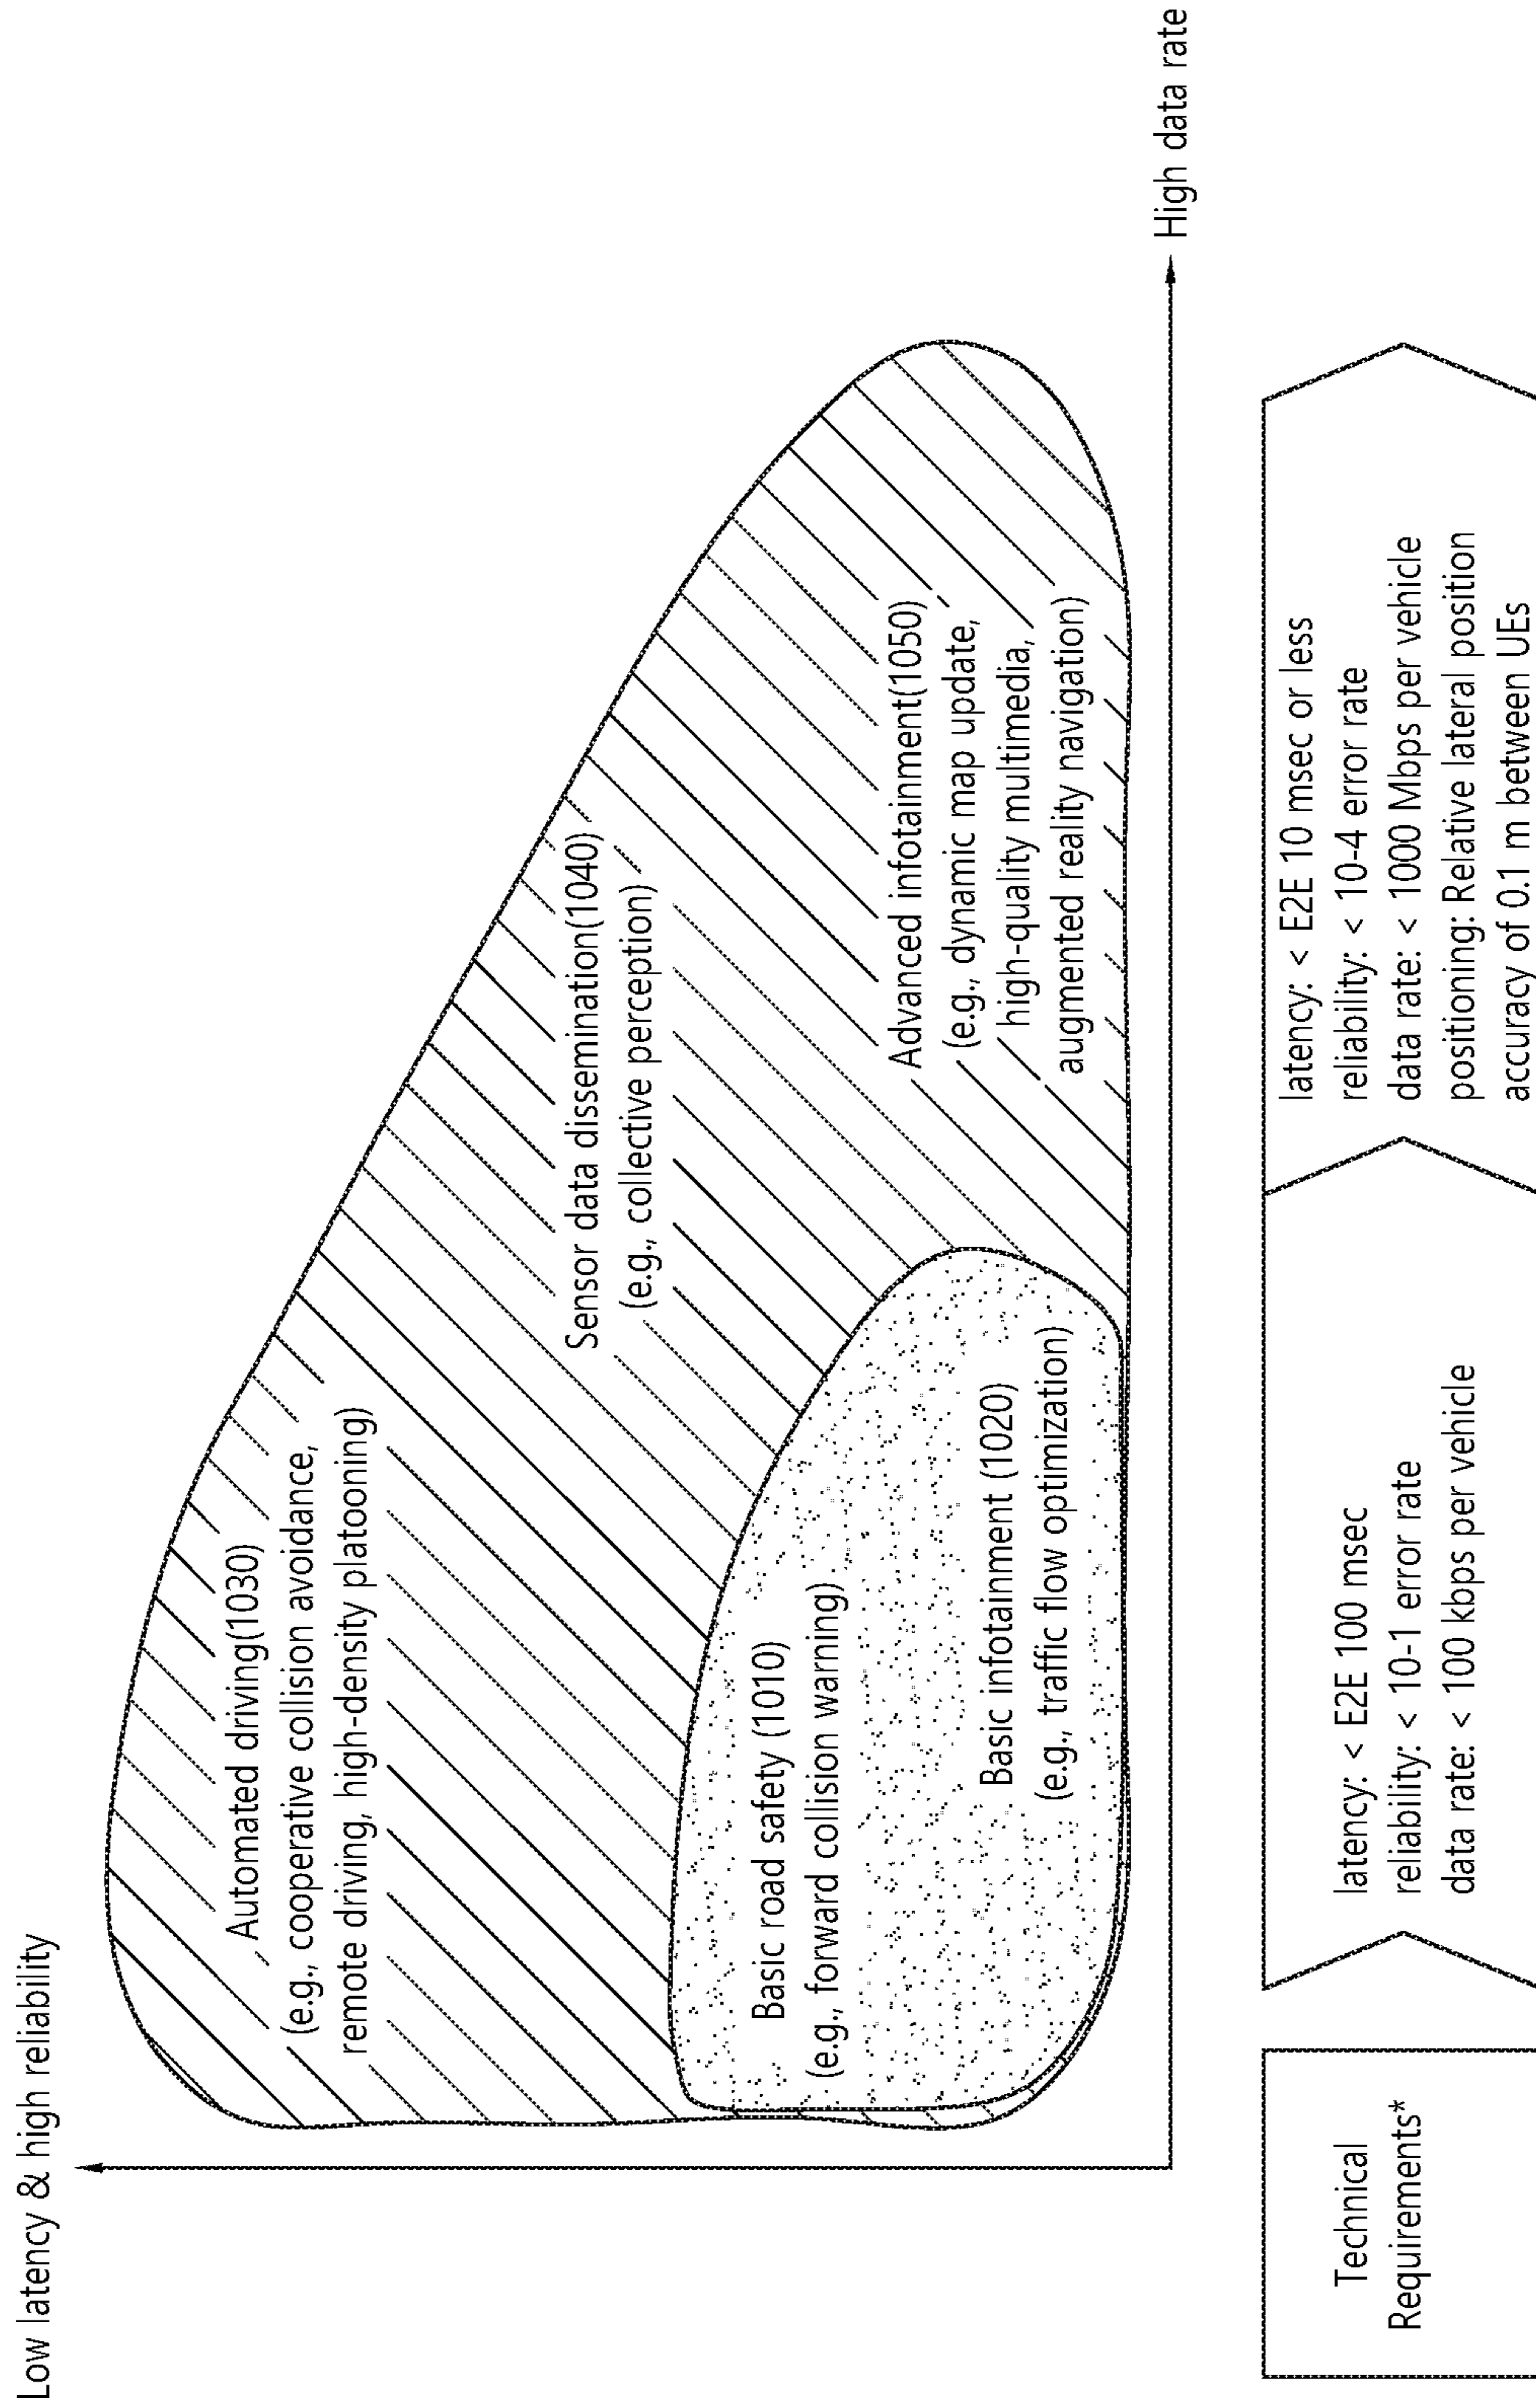 Low latency & high reliability
Automated driving(1030)
(e.g., cooperative collision avoidance,
remote driving, high-density platooning)
Sensor data dissemination(1040)
(e.g., collective perception)
Basic road safety (1010)
(e.g., forward collision warning)
Advanced infotainment(1050)
(e.g., dynamic map update,
high-quality multimedia,
augmented reality navigation)
Basic infotainment (1020)
(e.g., traffic flow optimization)
High data rate
Technical
Requirements*
latency: < E2E 100 msec
reliability: < 10-1 error rate
data rate: < 100 kbps per vehicle
latency: < E2E 10 msec or less
reliability: < 10-4 error rate
data rate: < 1000 Mbps per vehicle
positioning: Relative lateral position
accuracy of 0.1 m between UEs